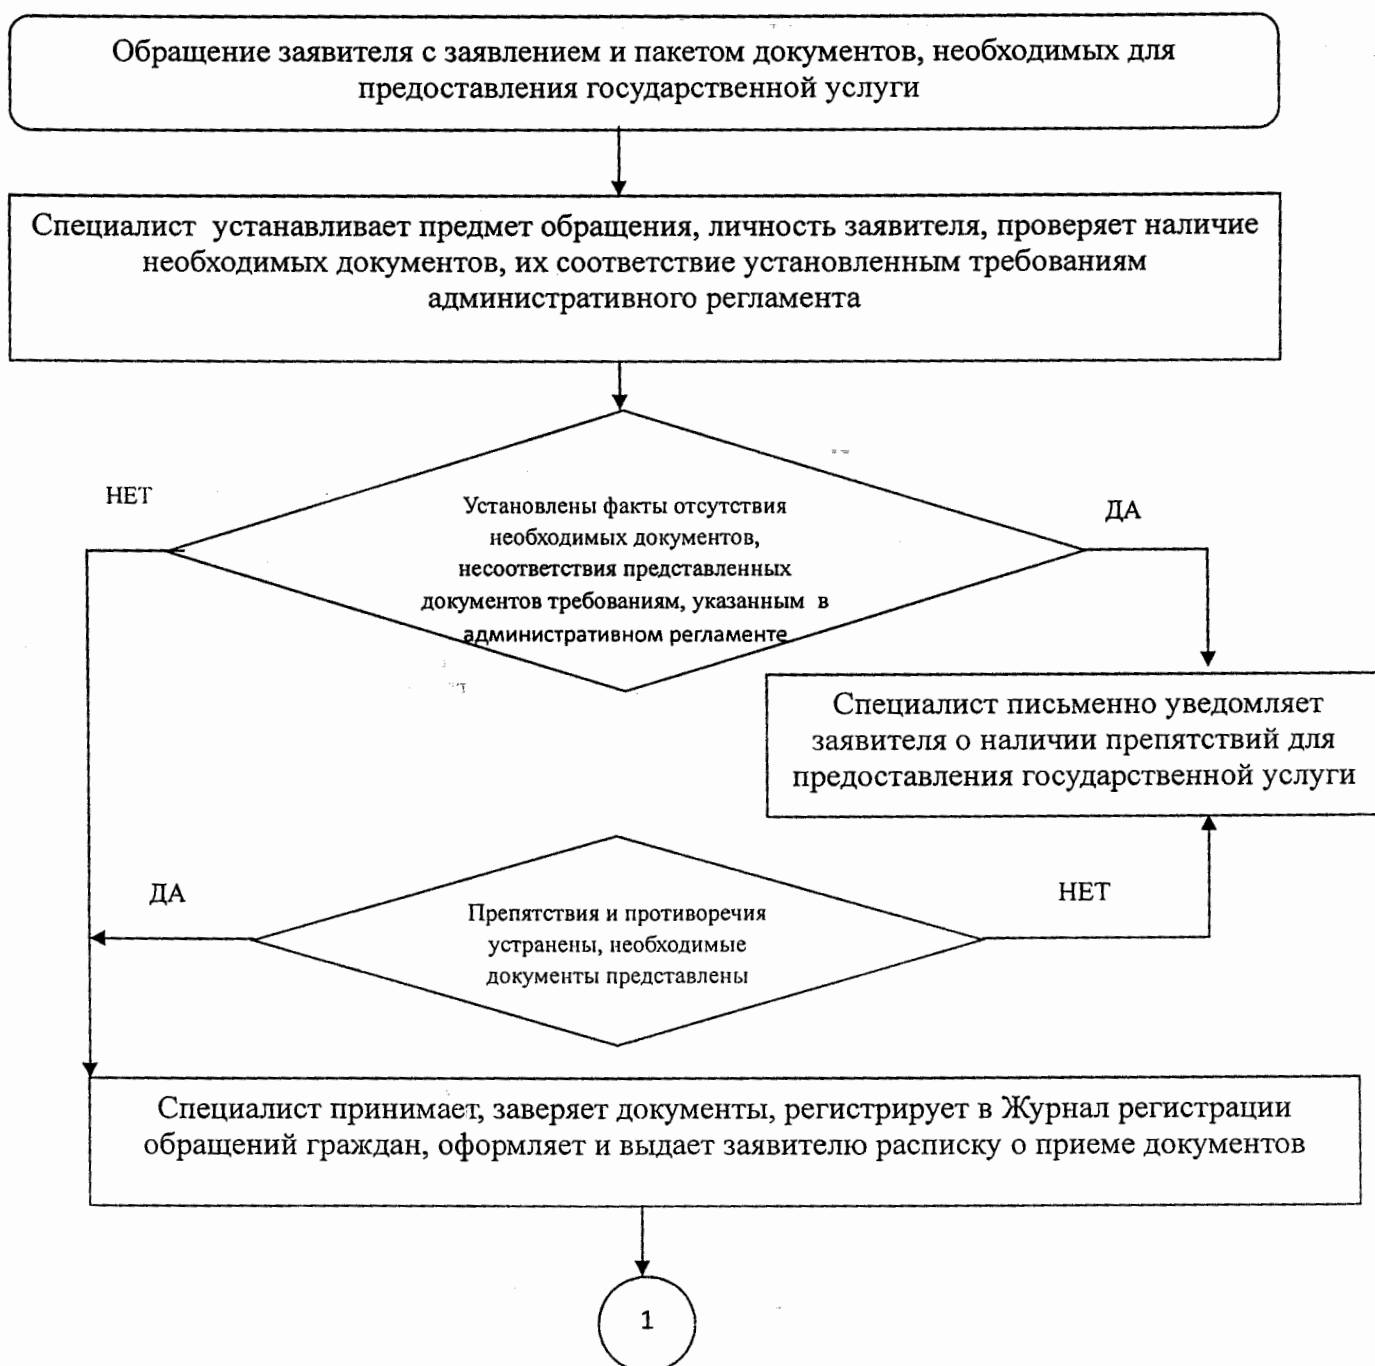 Обращение заявителя с заявлением и пакетом документов, необходимых для
предоставления государственной услуги
Специалист устанавливает предмет обращения, личность заявителя, проверяет наличие
необходимых документов, их соответствие установленным требованиям
административного регламента
НЕТ
ДА
Установлены факты отсутствия
необходимых документов,
несоответствия представленных
документов требованиям, указанным в
административном регламенте
Специалист письменно уведомляет
заявителя о наличии препятствий для
предоставления государственной услуги
ДА
НЕТ
Препятствия и противоречия
устранены, необходимые
документы представлены
Специалист принимает, заверяет документы, регистрирует в Журнал регистрации
обращений граждан, оформляет и выдает заявителю расписку о приеме документов
1